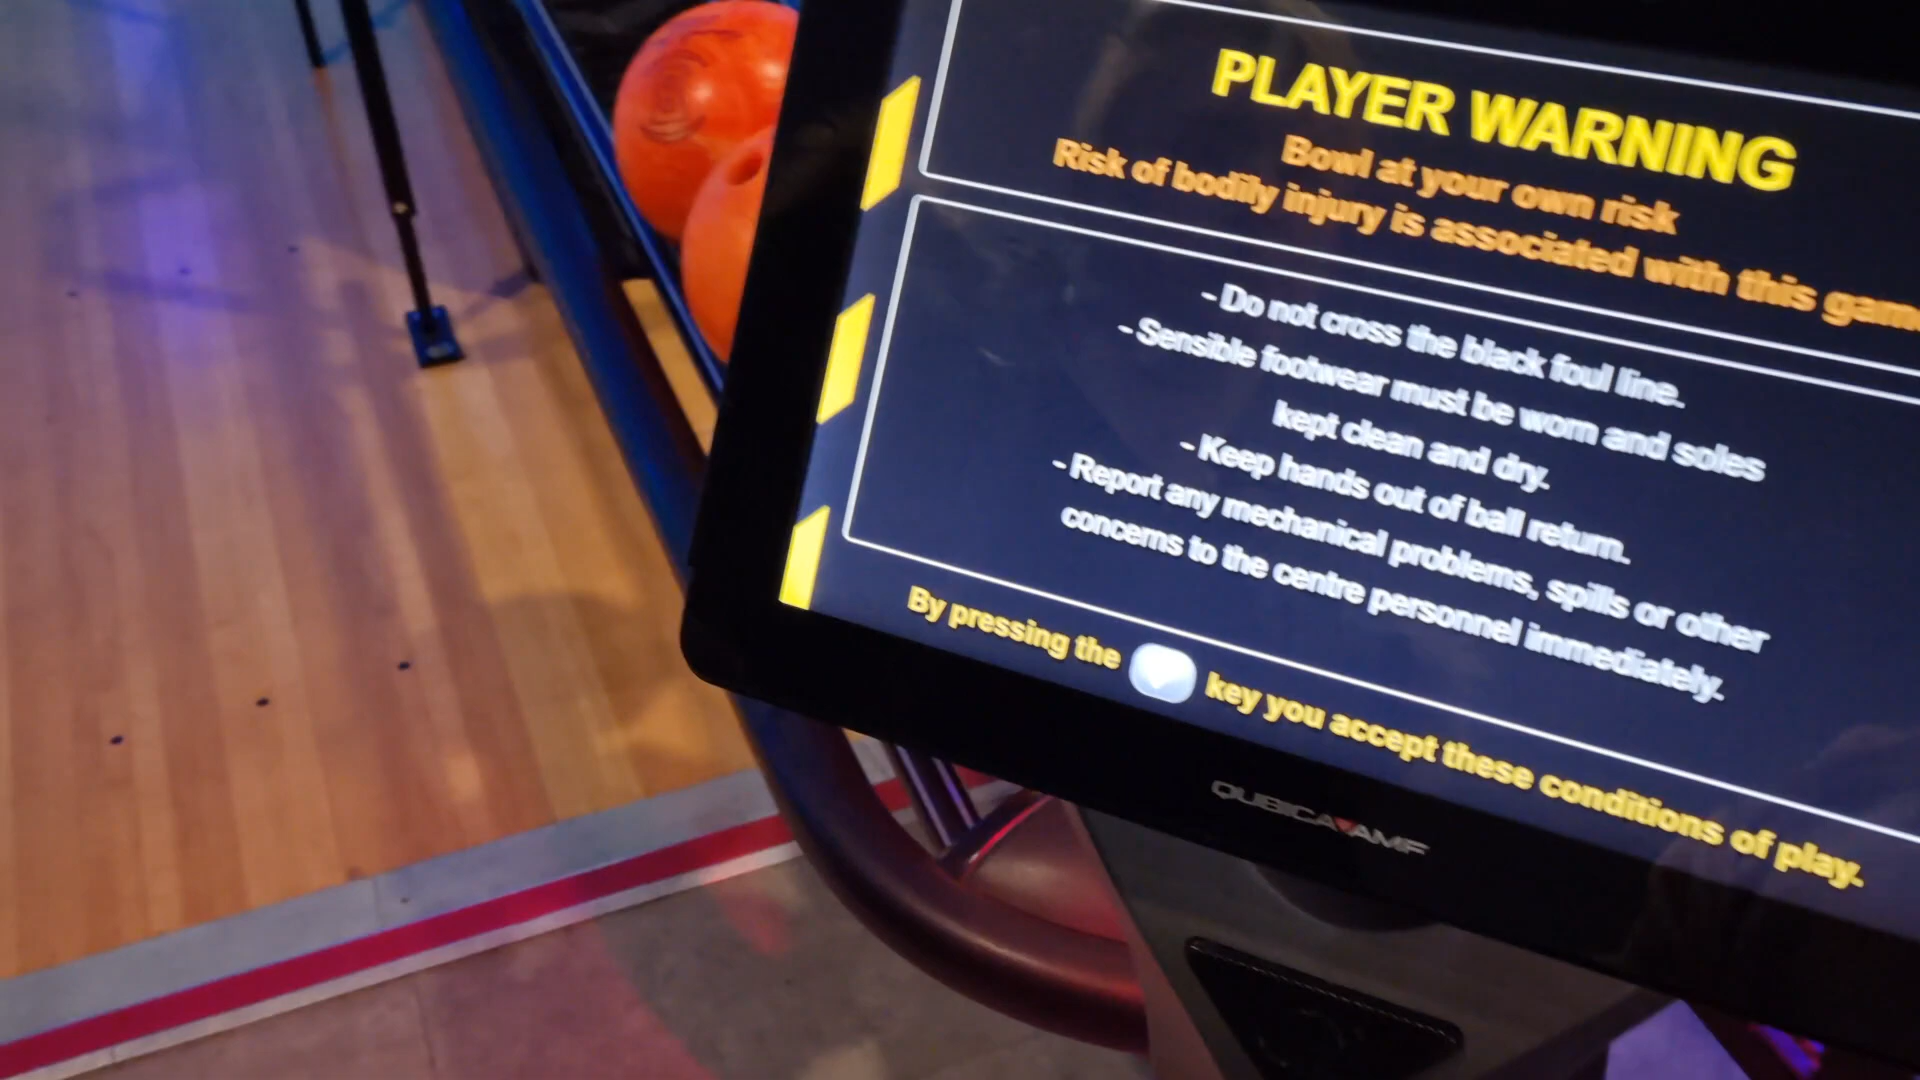 PLAYER WARNING
Bowl at your own risk
Risk of bodily injury is associated with this gam
- Do not cross the black foul line.
- Sensible footwear must be worn and soles
kept clean and dry.
- Keep hands out of ball return.
- Report any mechanical problems, spills or other
concerns to the centre personnel immediately.
By pressing the key you accept these conditions of play.
QUBICA AMF